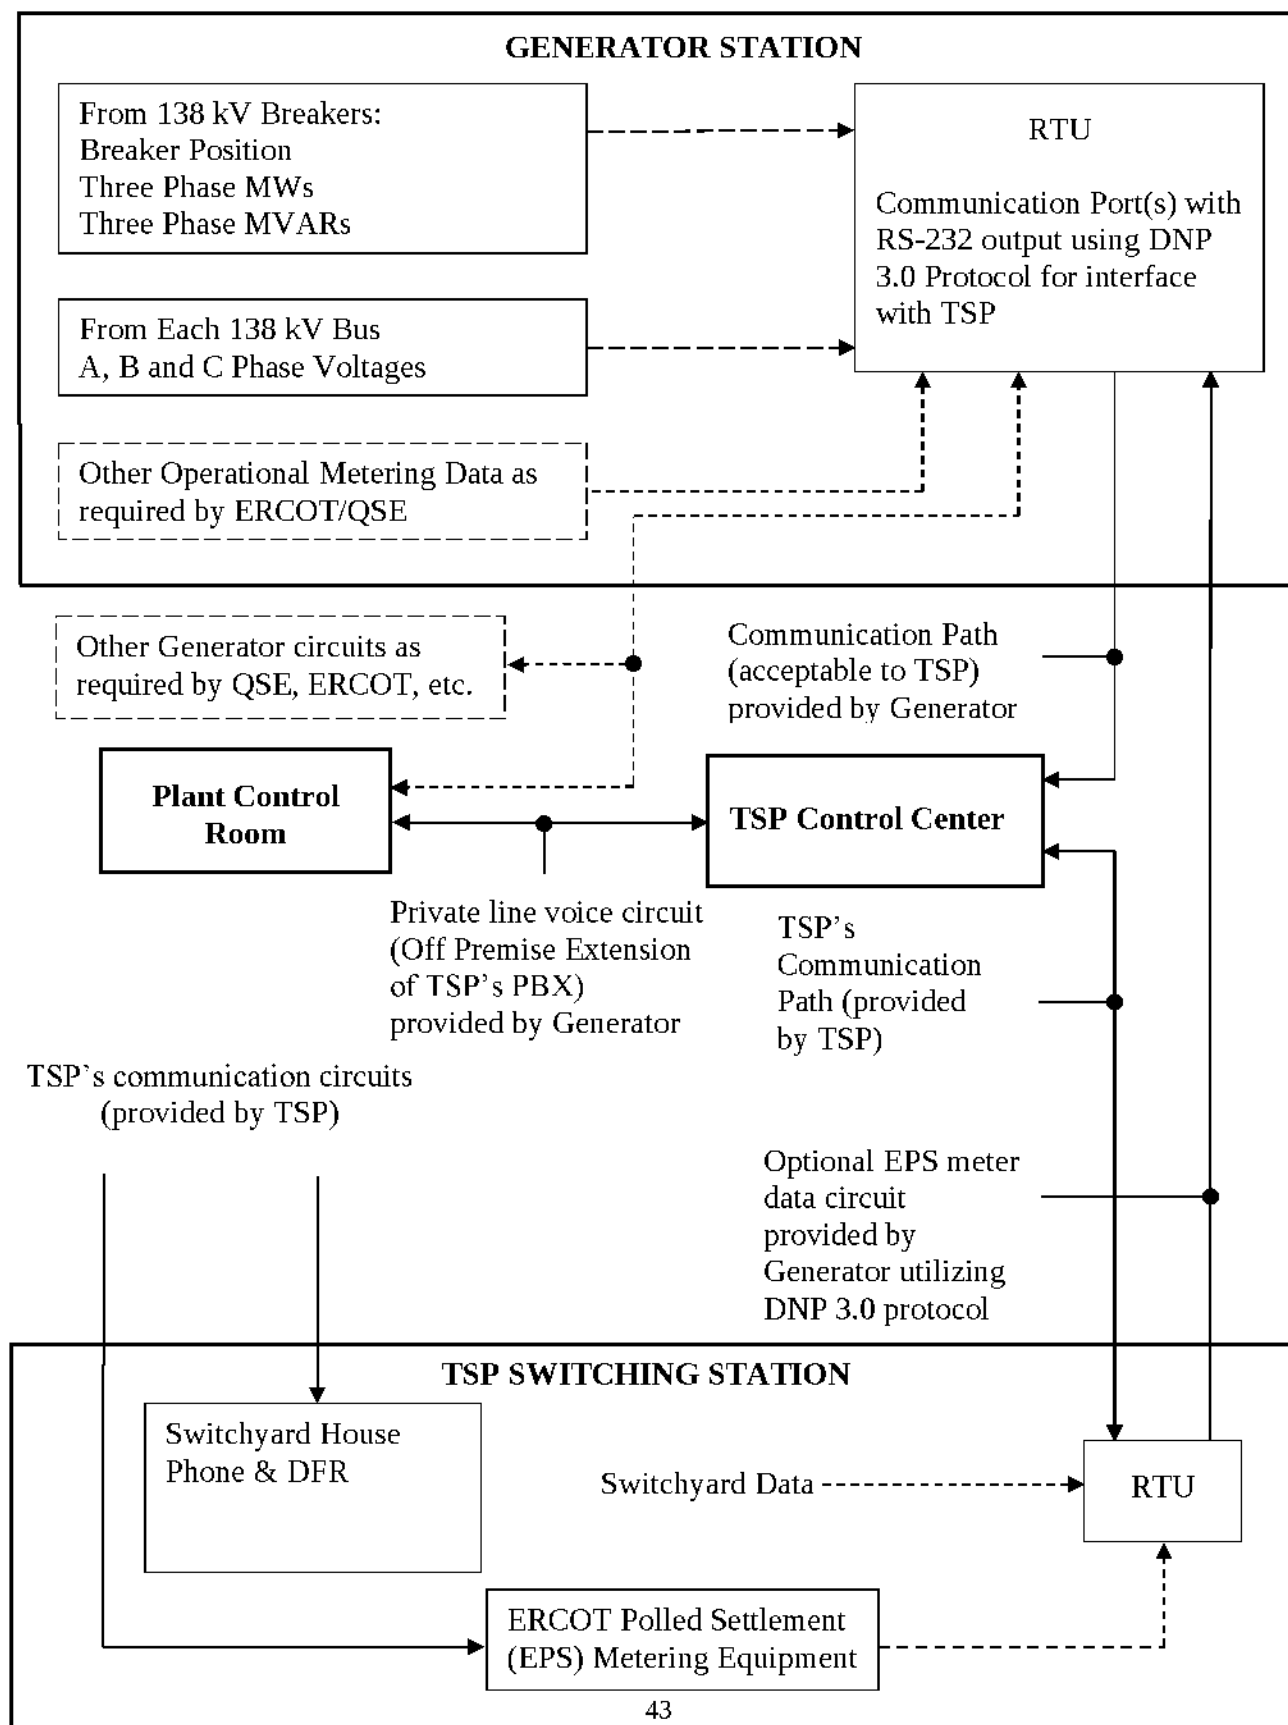 GENERATOR STATION
From 138 kV Breakers:
Breaker Position
Three Phase MWs
Three Phase MVARs
RTU
Communication Port(s) with
RS-232 output using DNP
3.0 Protocol for interface
with TSP
From Each 138 kV Bus
A, B and C Phase Voltages
Other Operational Metering Data as
required by ERCOT/QSE
Other Generator circuits as
required by QSE, ERCOT, etc.
Communication Path
(acceptable to TSP)
provided by Generator
Plant Control
Room
TSP Control Center
Private line voice circuit
(Off Premise Extension
of TSP's PBX)
provided by Generator
TSP's
Communication
Path (provided
by TSP)
TSP's communication circuits
(provided by TSP)
Optional EPS meter
data circuit
provided by
Generator utilizing
DNP 3.0 protocol
TSP SWITCHING STATION
Switchyard House
Phone & DFR
Switchyard Data
RTU
ERCOT Polled Settlement
(EPS) Metering Equipment
43